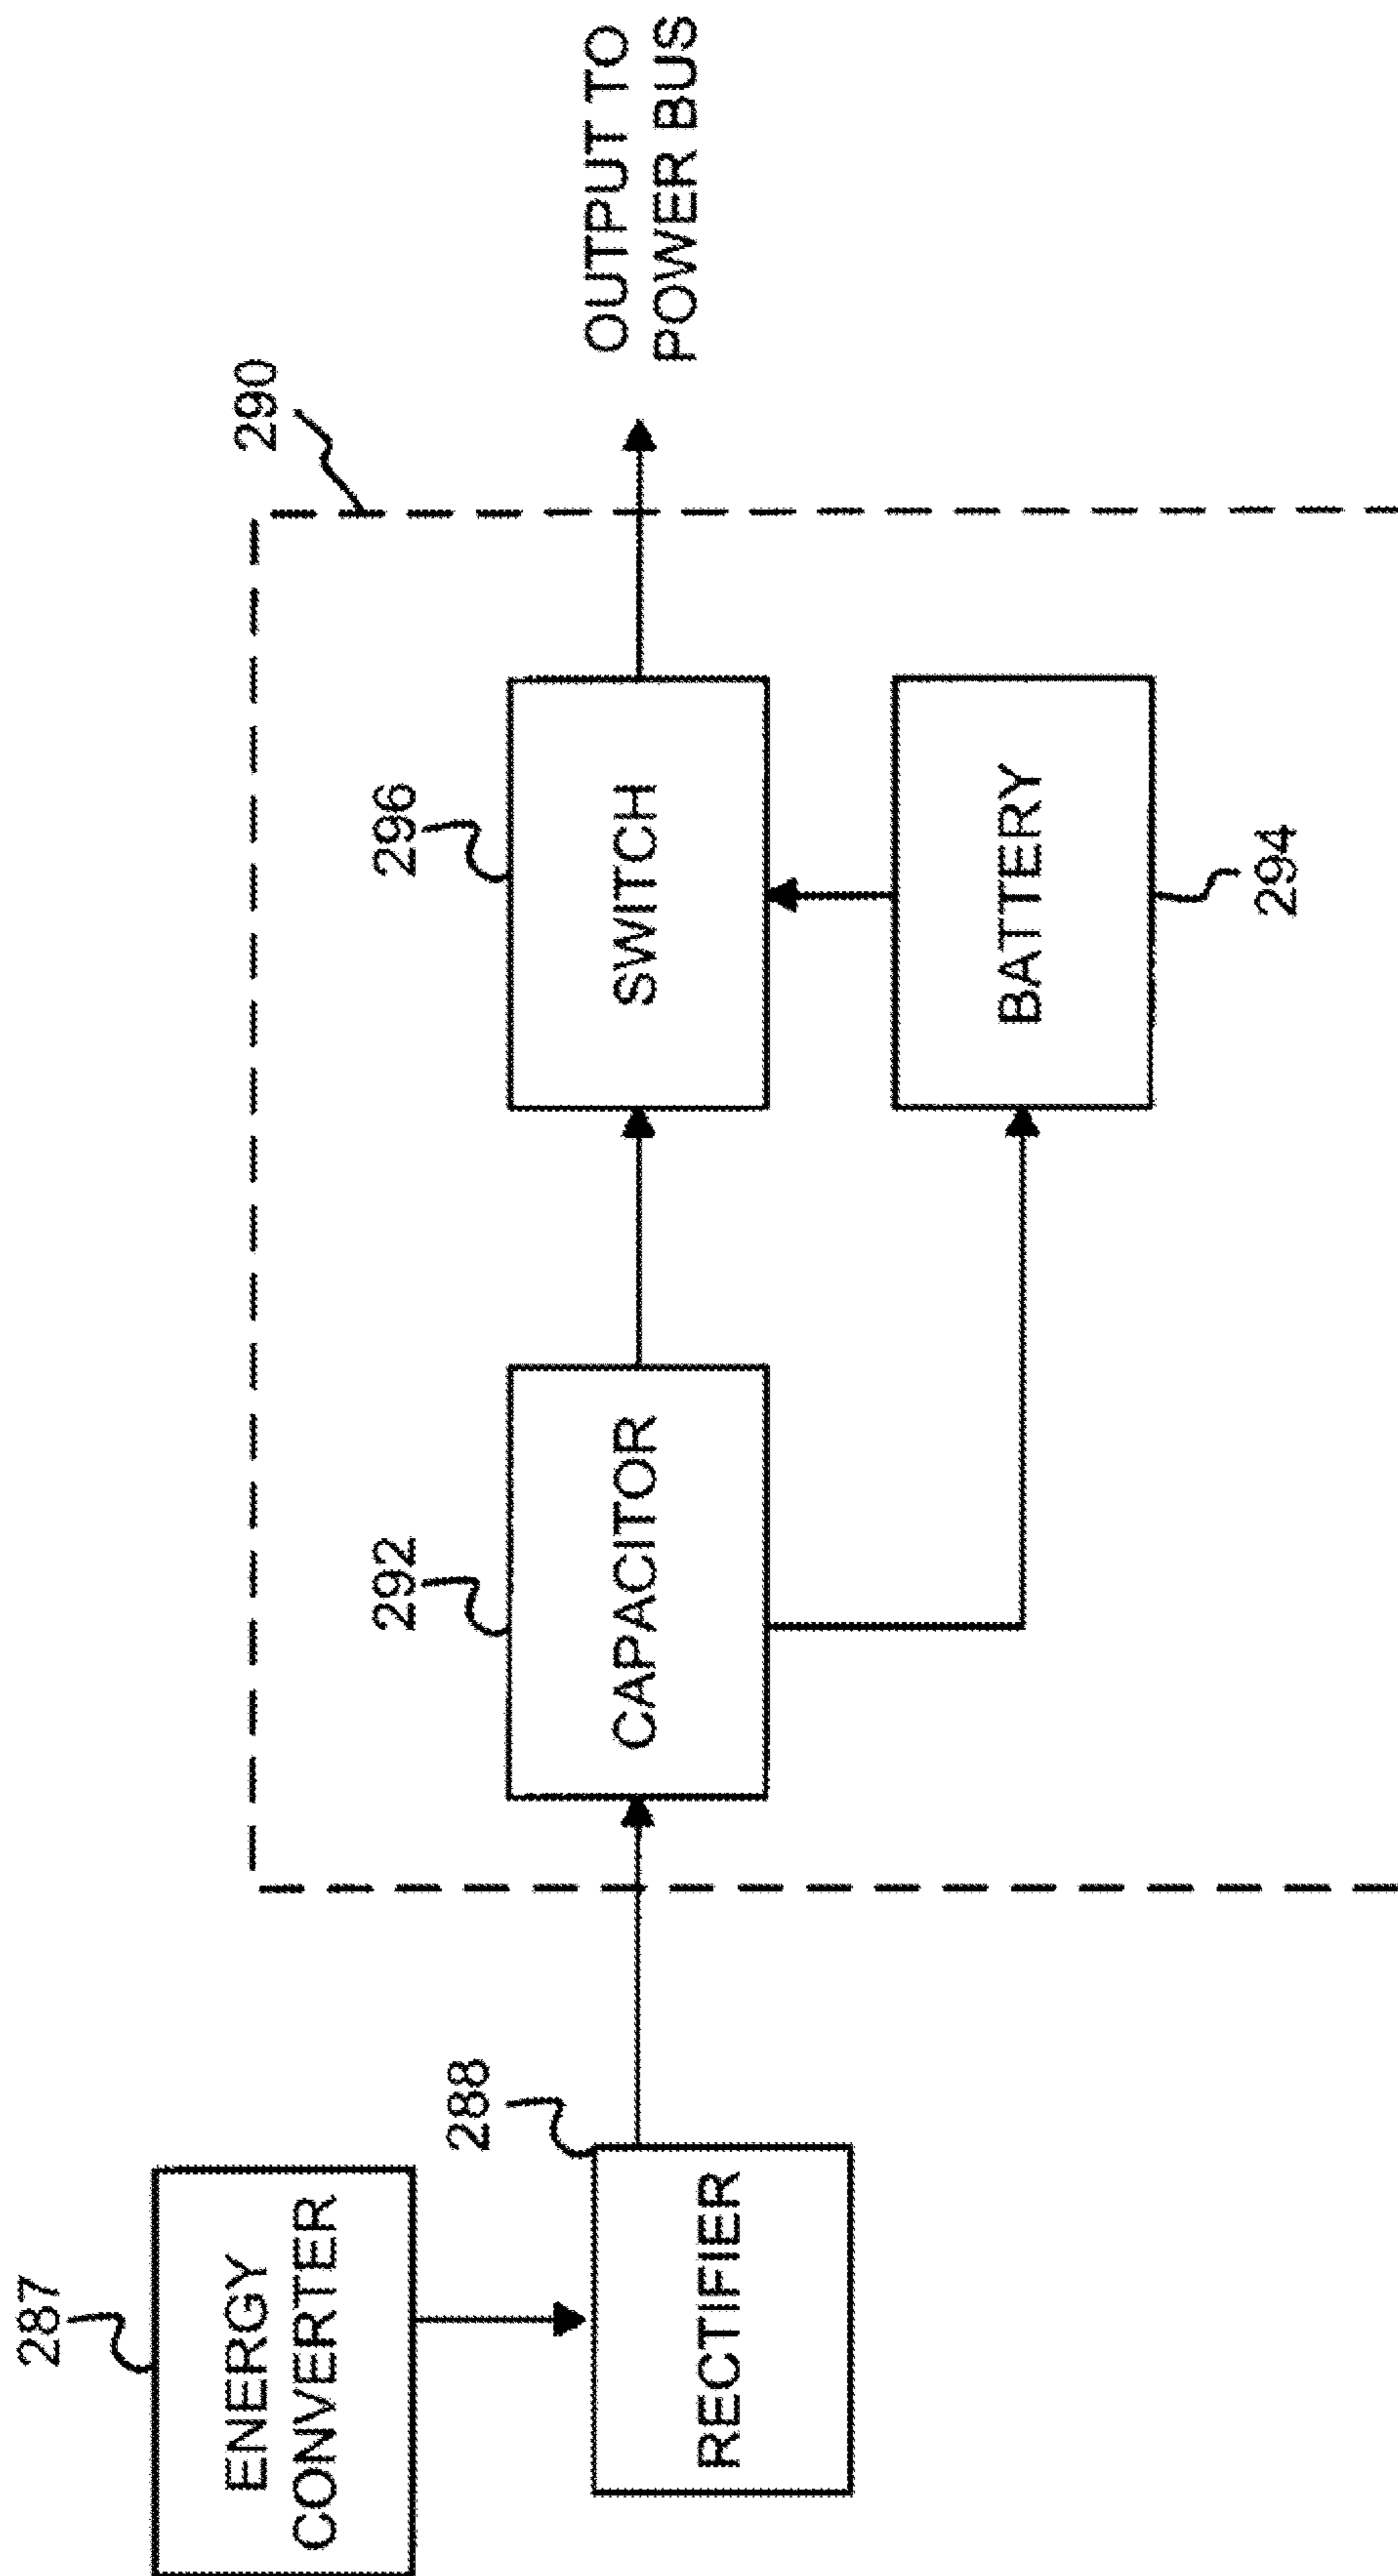 287
ENERGY
CONVERTER
288
RECTIFIER
290
292
CAPACITOR
296
SWITCH
BATTERY
294
OUTPUT TO
POWER BUS